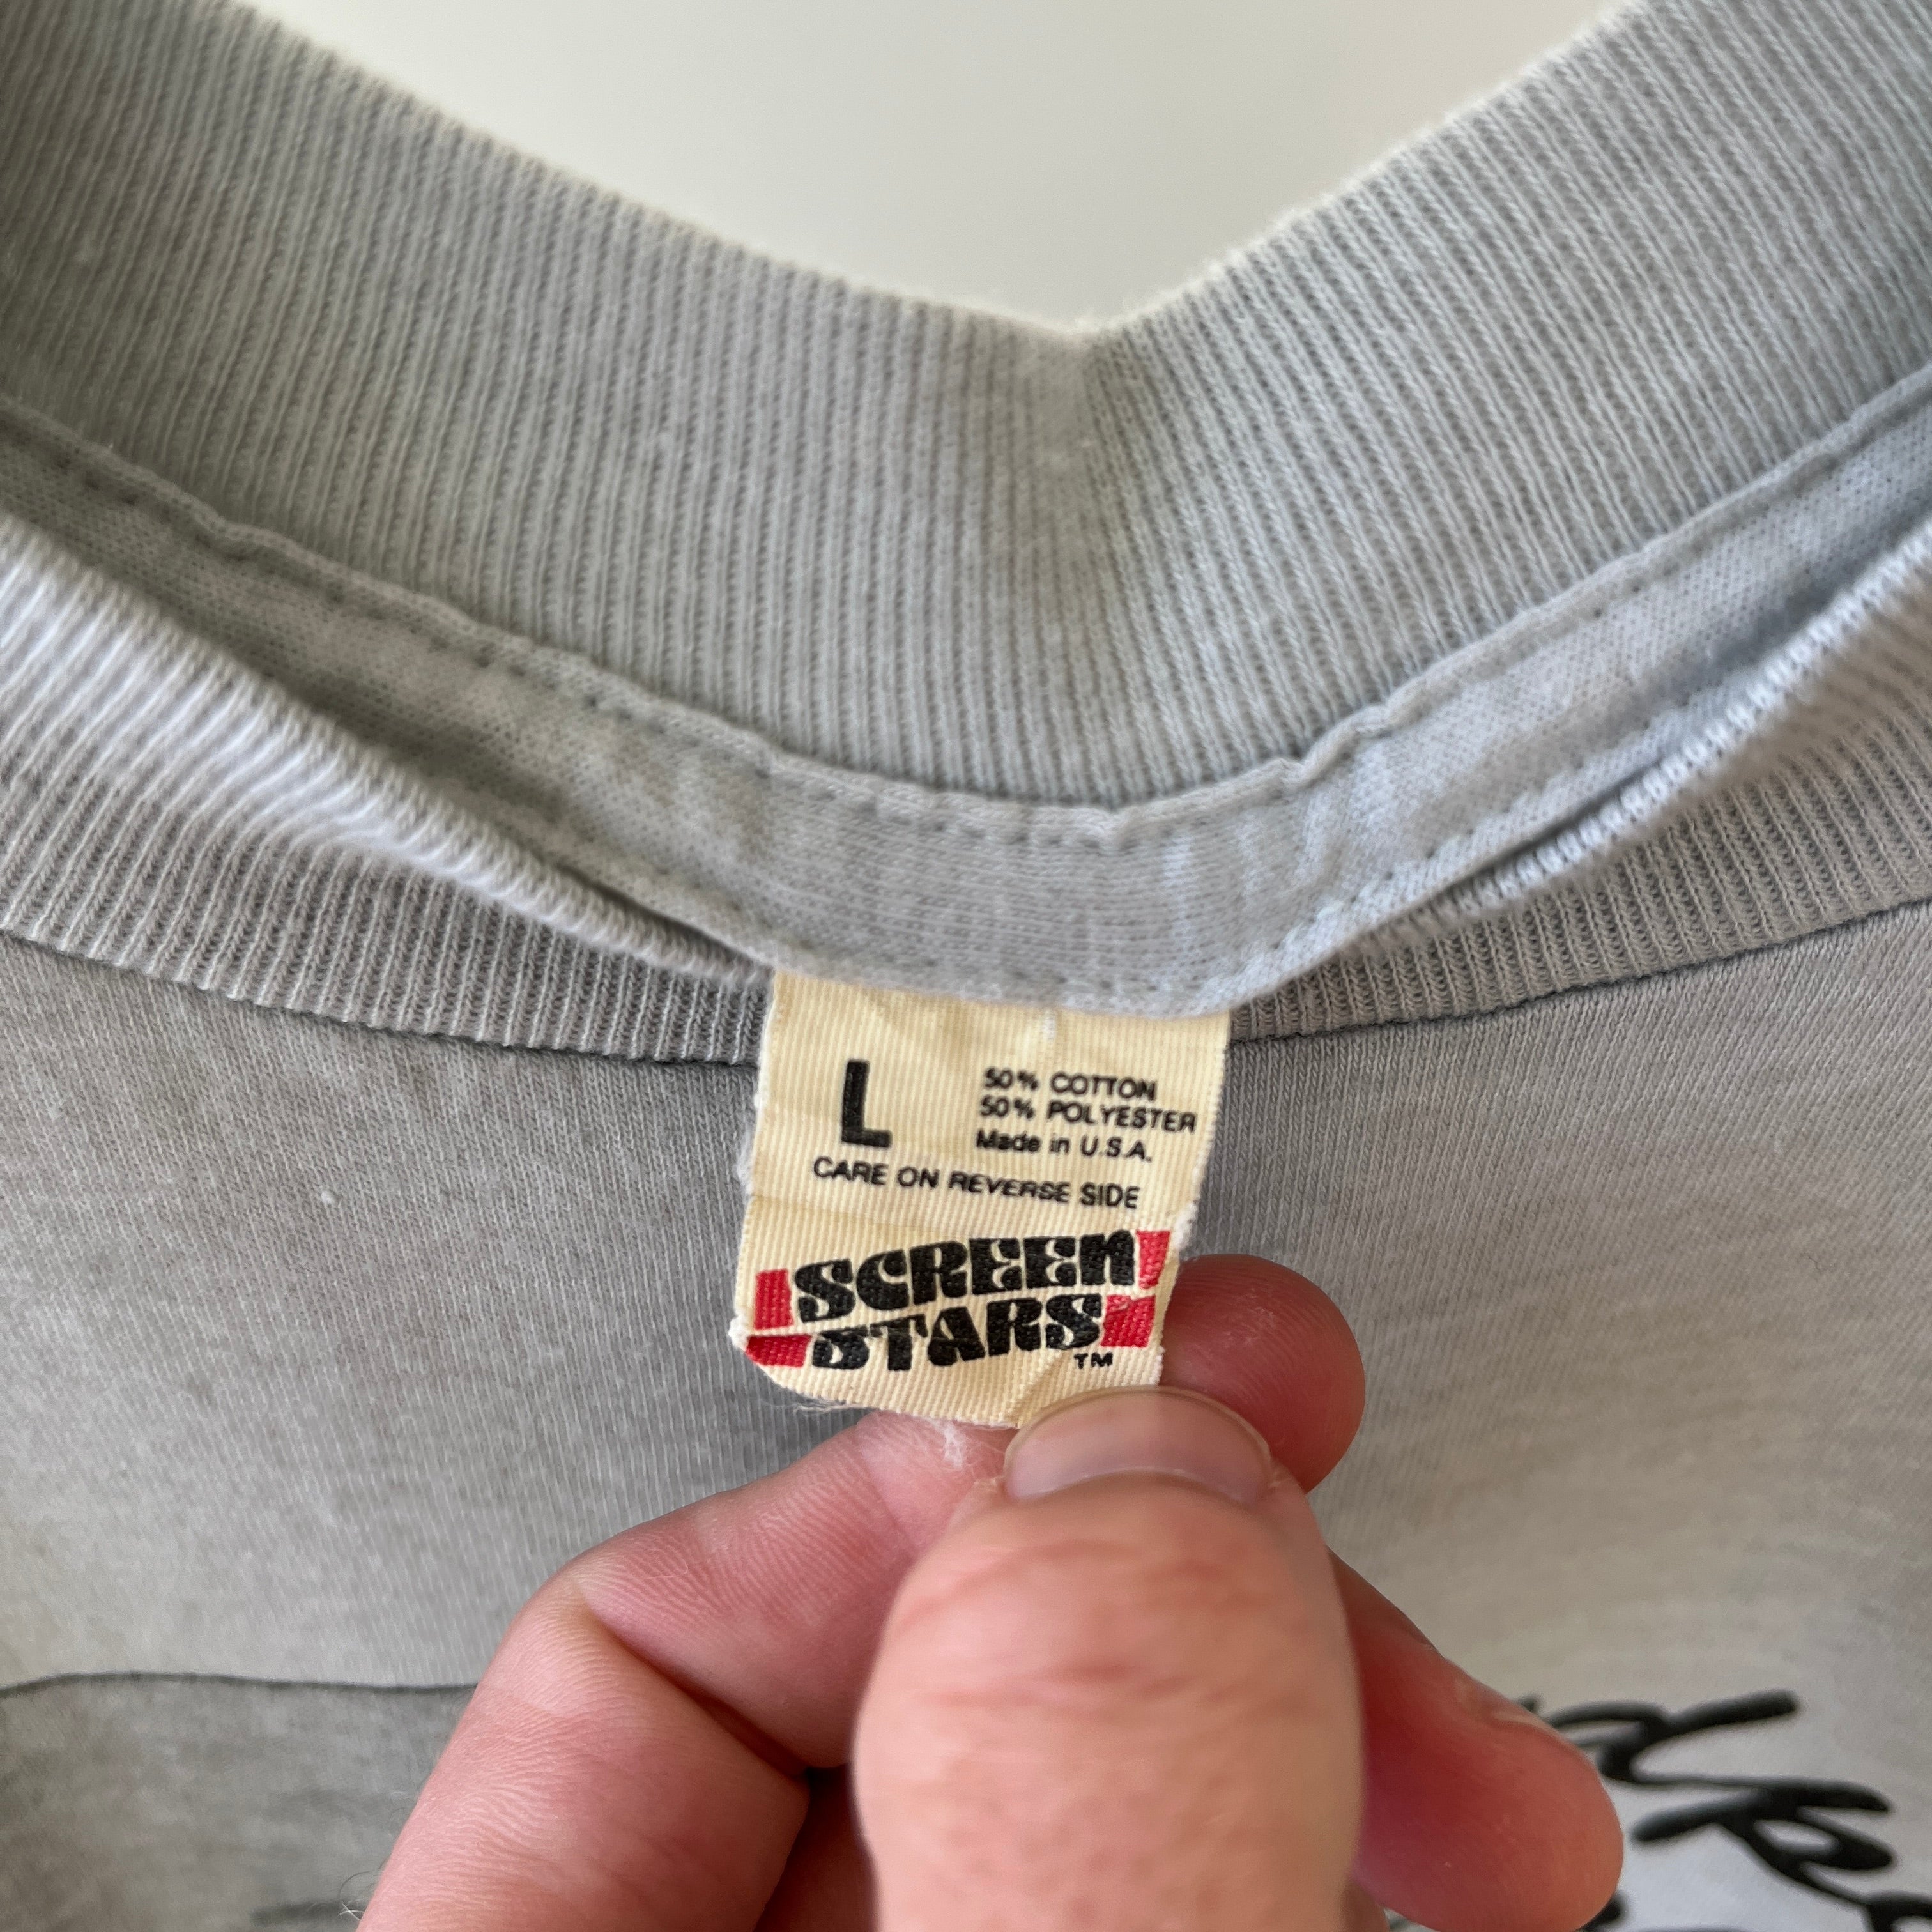 L
50% COTTON
50% POLYESTER
Made in U.S.A.
CARE ON REVERSE SIDE
SCREEN
STARS
TM